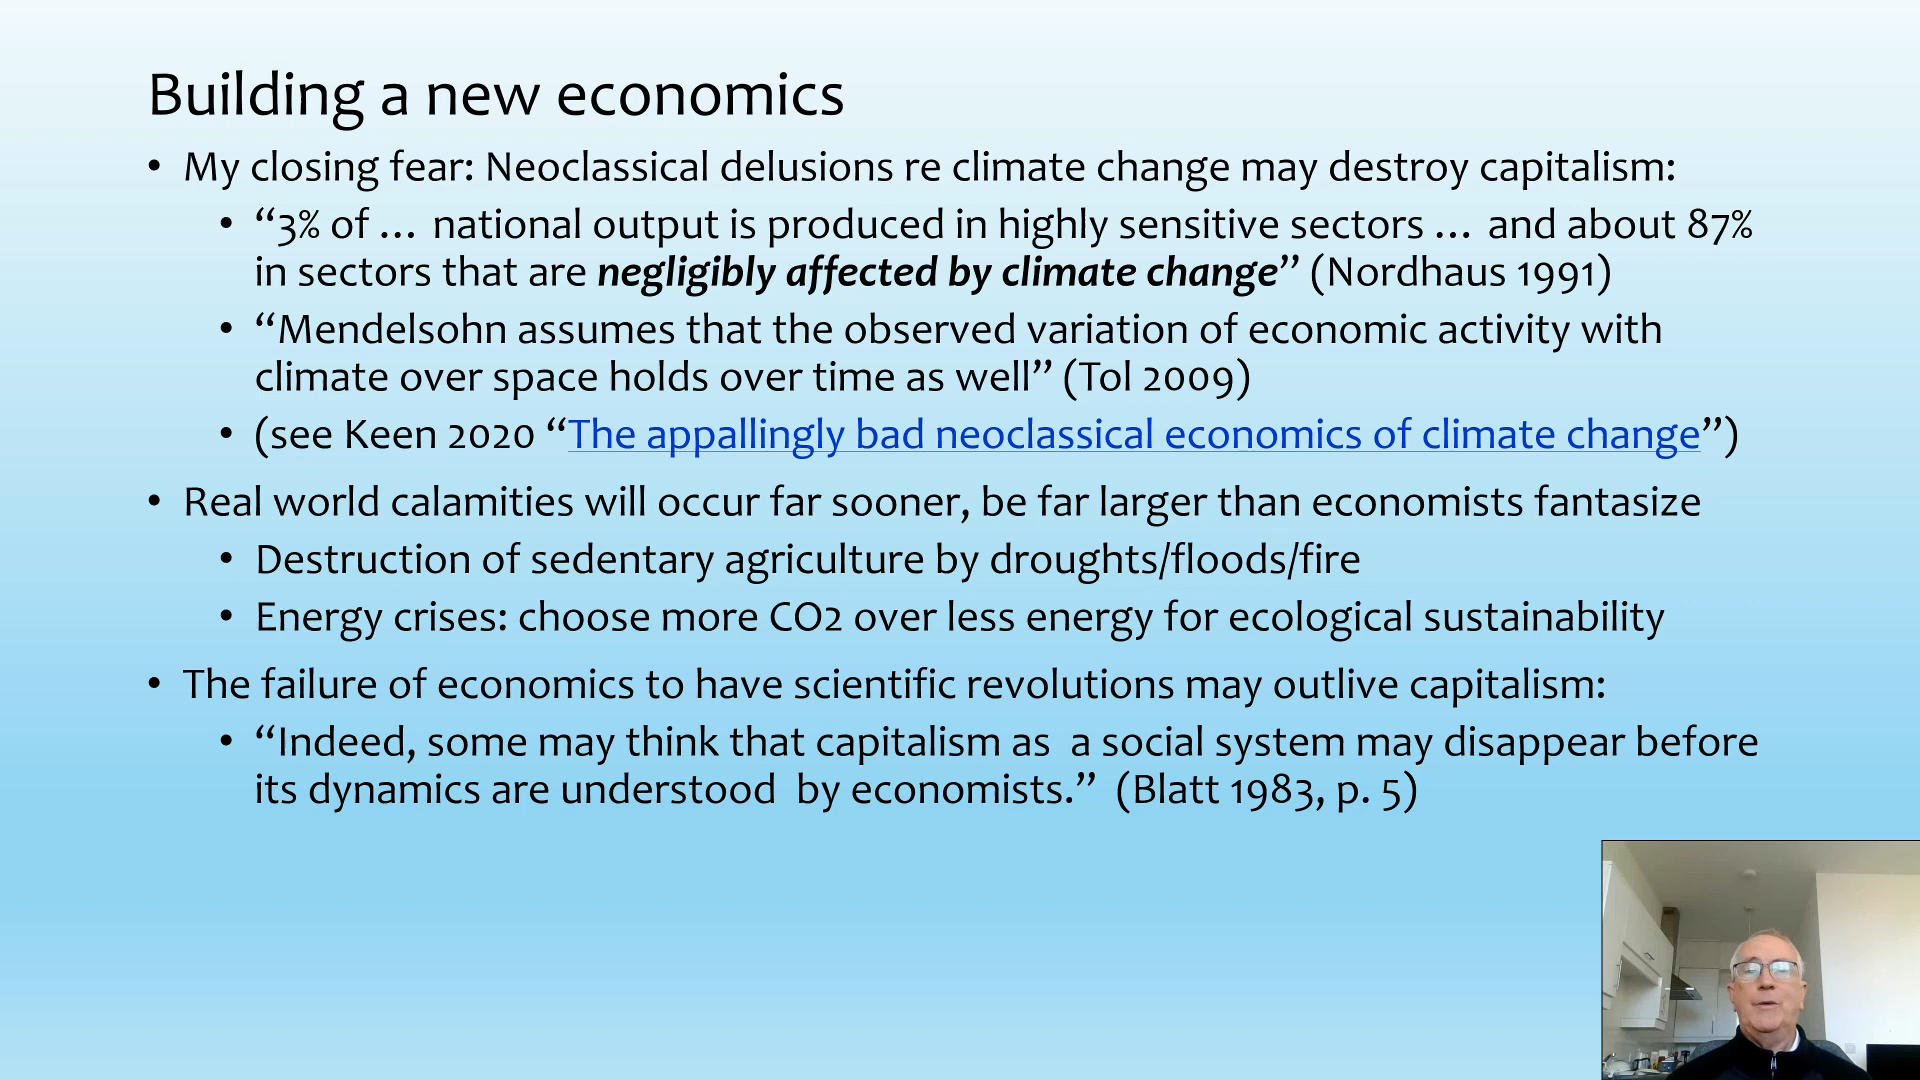 Building a new economics
• My closing fear: Neoclassical delusions re climate change may destroy capitalism:
• “3% of … national output is produced in highly sensitive sectors … and about 87%
in sectors that are negligibly affected by climate change” (Nordhaus 1991)
• “Mendelsohn assumes that the observed variation of economic activity with
climate over space holds over time as well” (Tol 2009)
• (see Keen 2020 “The appallingly bad neoclassical economics of climate change”)
• Real world calamities will occur far sooner, be far larger than economists fantasize
• Destruction of sedentary agriculture by droughts/floods/fire
• Energy crises: choose more CO2 over less energy for ecological sustainability
• The failure of economics to have scientific revolutions may outlive capitalism:
• “Indeed, some may think that capitalism as a social system may disappear before
its dynamics are understood by economists.” (Blatt 1983, p. 5)